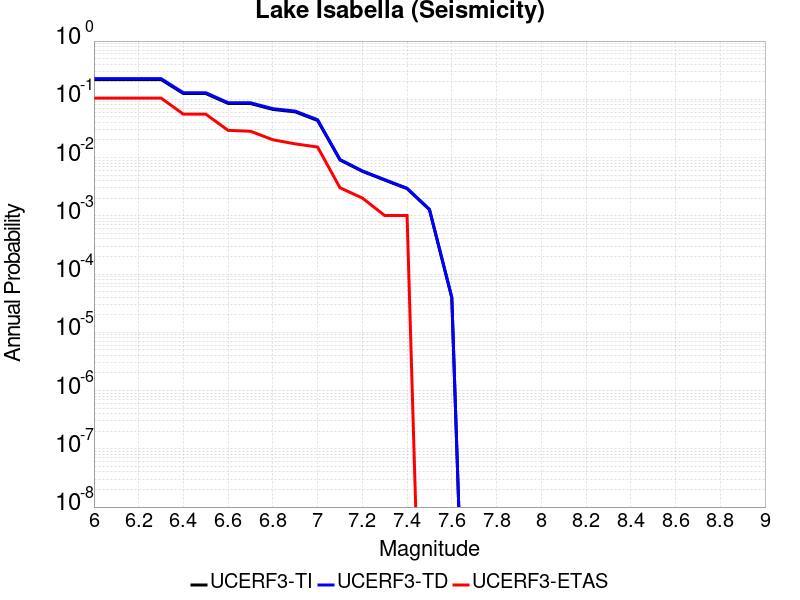 Lake Isabella (Seismicity)
10^0
10^-1
10^-2
10^-3
10^-4
10^-5
10^-6
10^-7
10^-8
Annual Probability
6 6.2 6.4 6.6 6.8 7 7.2 7.4 7.6 7.8 8 8.2 8.4 8.6 8.8 9
Magnitude
UCERF3-TI UCERF3-TD UCERF3-ETAS